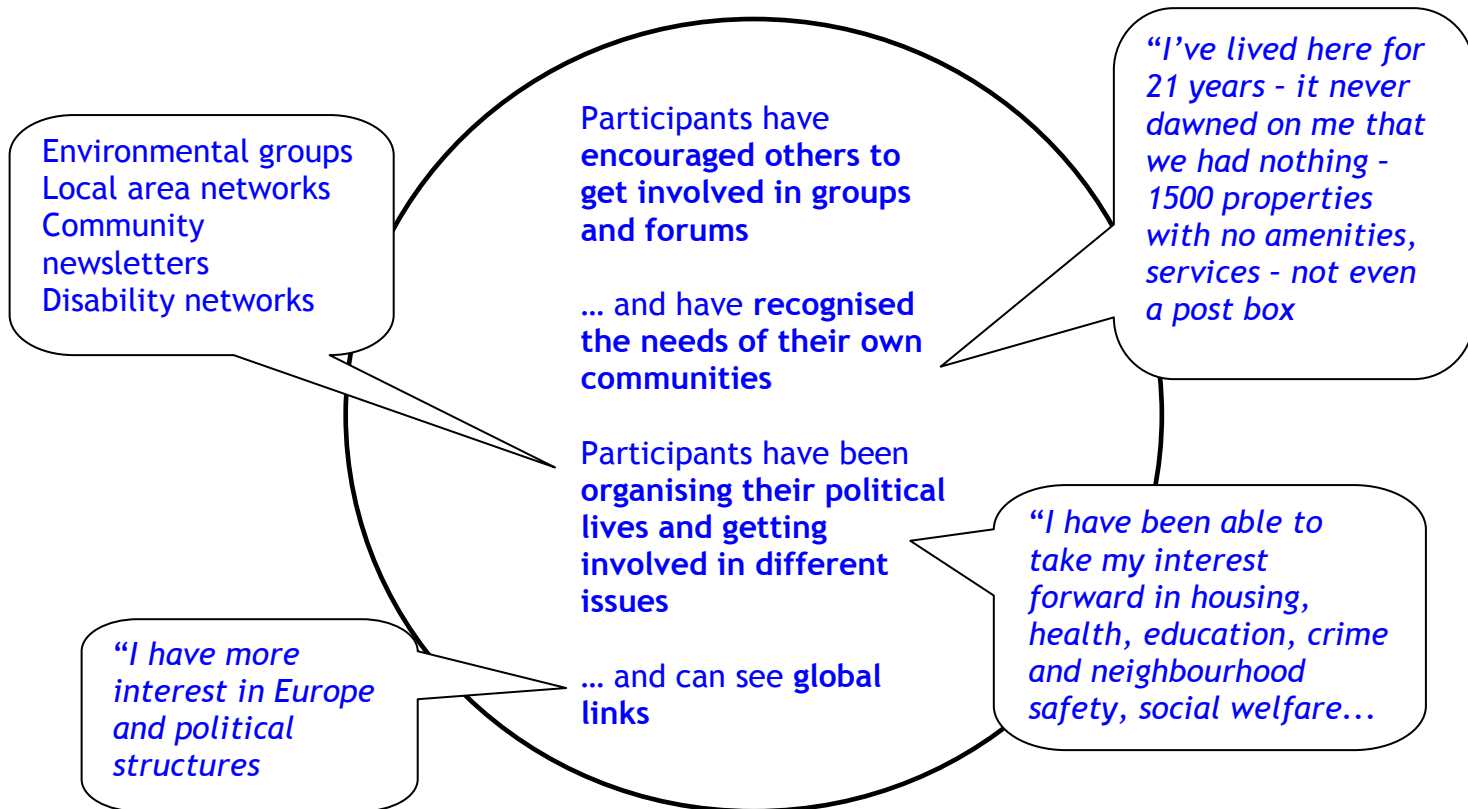 Participants have
encouraged others to
get involved in groups
and forums
… and have recognised
the needs of their own
communities
Participants have been
organising their political
lives and getting
involved in different
issues
… and can see global
links
Environmental groups
Local area networks
Community
newsletters
Disability networks
“I’ve lived here for
21 years – it never
dawned on me that
we had nothing –
1500 properties
with no amenities,
services – not even
a post box
“I have been able to
take my interest
forward in housing,
health, education, crime
and neighbourhood
safety, social welfare...
“I have more
interest in Europe
and political
structures